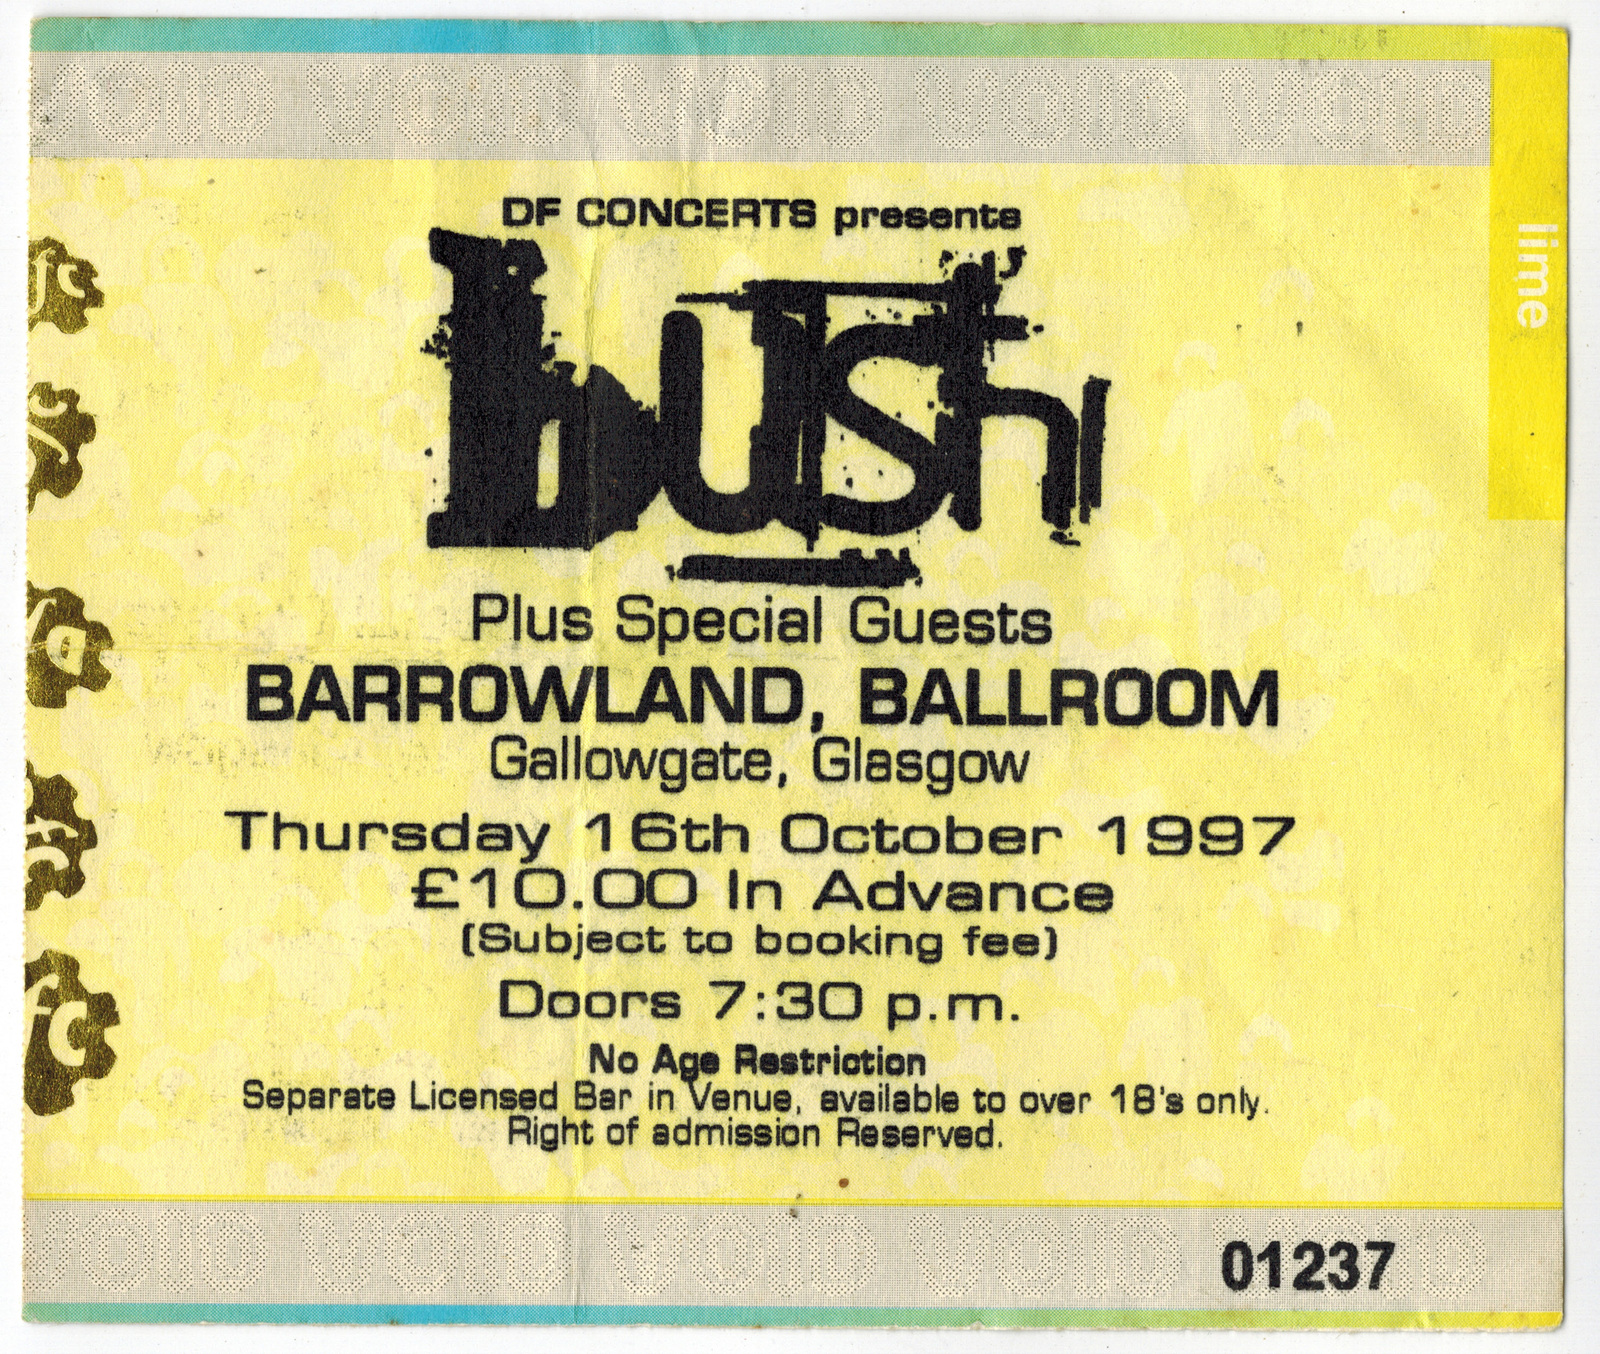 VOID VOID VOID VOID VOID
DF CONCERTS presents
bush
Plus Special Guests
BARROWLAND, BALLROOM
Gallowgate, Glasgow
Thursday 16th October 1997
£10.00 In Advance
(Subject to booking fee)
Doors 7:30 p.m.
No Age Restriction
Separate Licensed Bar in Venue, available to over 18's only.
Right of admission Reserved.
VOID VOID VOID VOID VOID
01237
lime
fc
fc